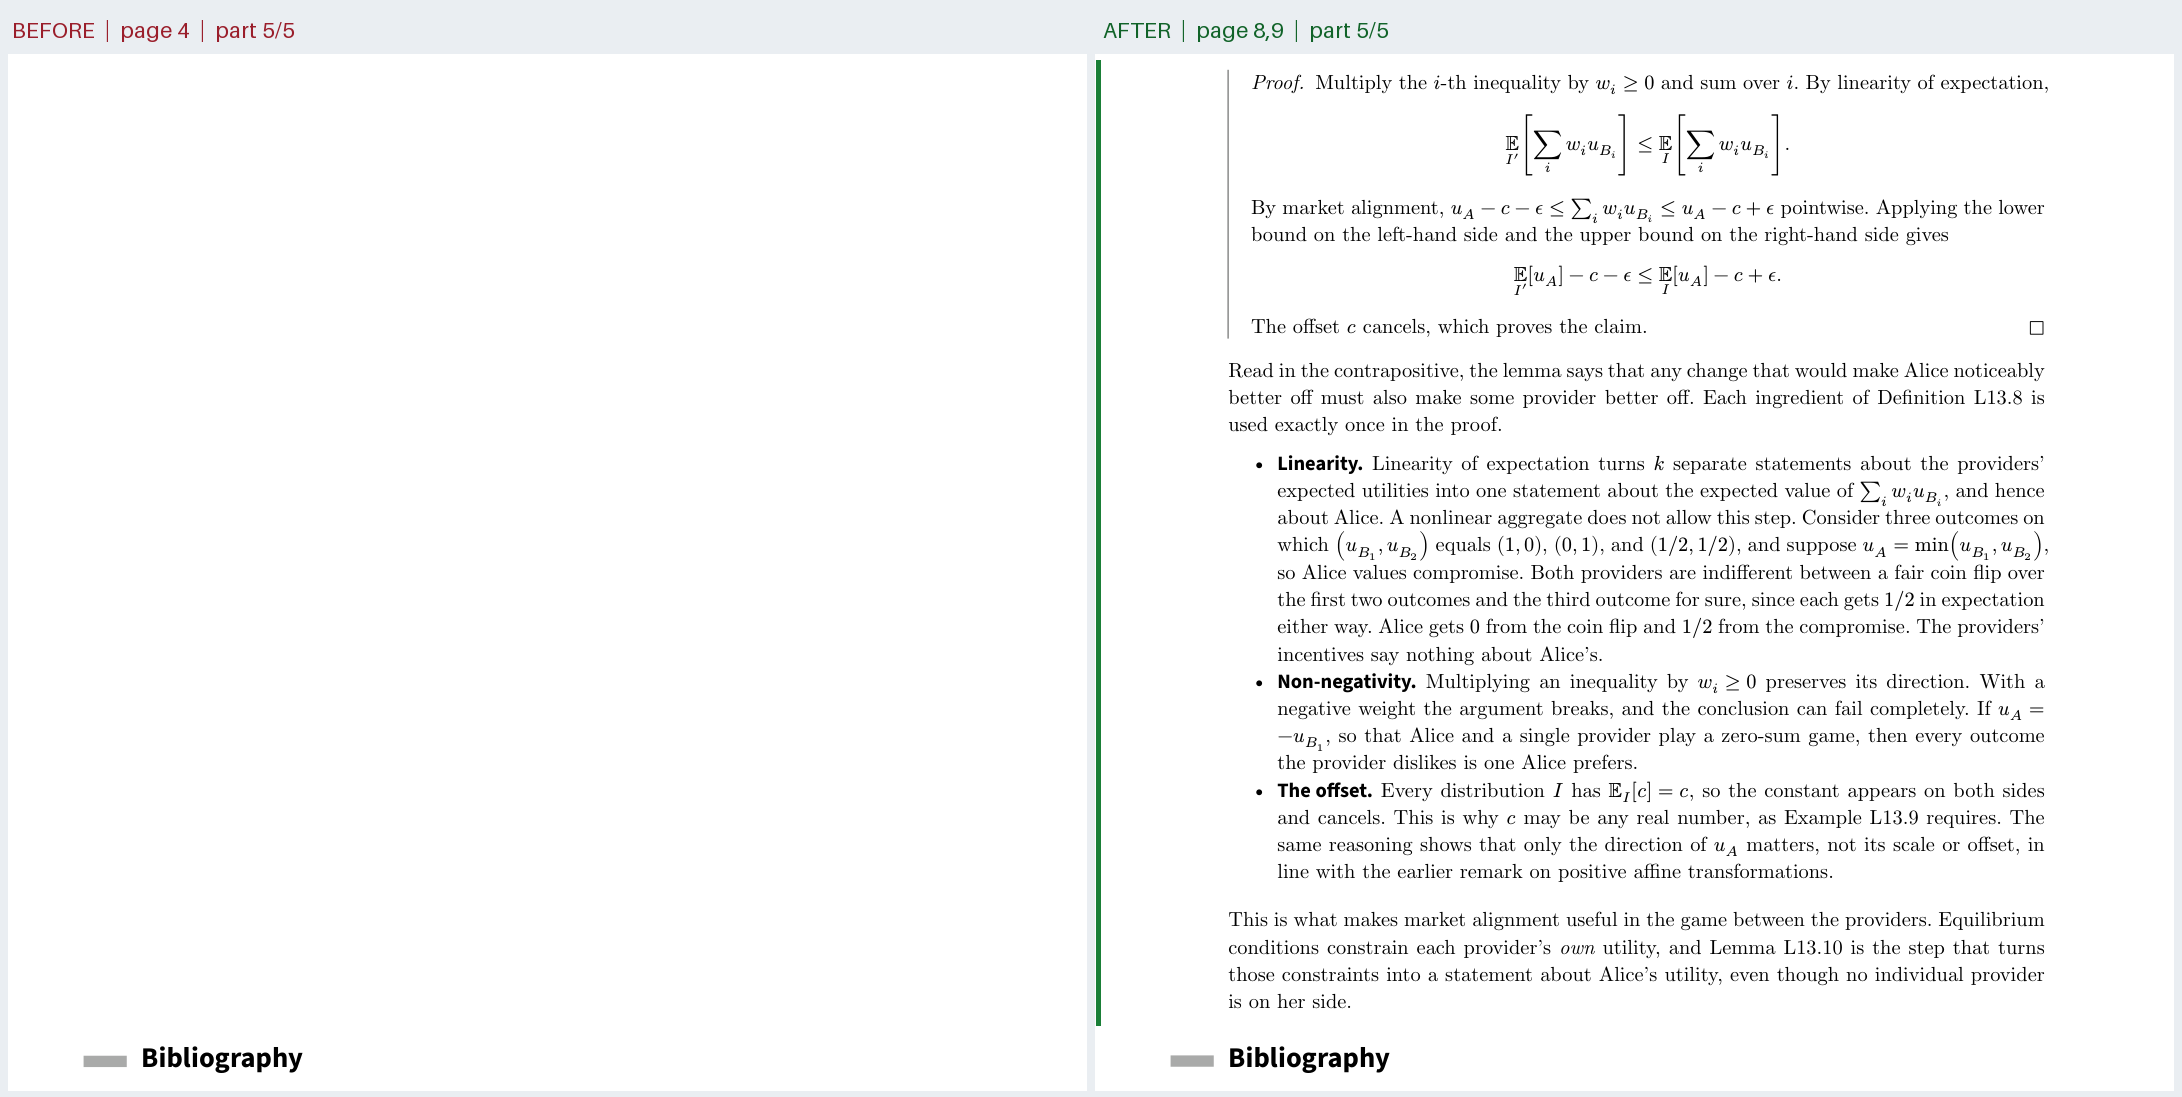 BEFORE | page 4 | part 5/5
Bibliography
AFTER | page 8,9 | part 5/5
Proof. Multiply the i-th inequality by w_i ≥ 0 and sum over i. By linearity of expectation,
𝔼_{I′}[∑_i w_i u_{B_i}] ≤ 𝔼_I[∑_i w_i u_{B_i}].
By market alignment, u_A − c − ϵ ≤ ∑_i w_i u_{B_i} ≤ u_A − c + ϵ pointwise. Applying the lower
bound on the left-hand side and the upper bound on the right-hand side gives
𝔼_{I′}[u_A] − c − ϵ ≤ 𝔼_I[u_A] − c + ϵ.
The offset c cancels, which proves the claim. □
Read in the contrapositive, the lemma says that any change that would make Alice noticeably
better off must also make some provider better off. Each ingredient of Definition L13.8 is
used exactly once in the proof.
• Linearity. Linearity of expectation turns k separate statements about the providers'
expected utilities into one statement about the expected value of ∑_i w_i u_{B_i}, and hence
about Alice. A nonlinear aggregate does not allow this step. Consider three outcomes on
which (u_{B_1}, u_{B_2}) equals (1, 0), (0, 1), and (1/2, 1/2), and suppose u_A = min(u_{B_1}, u_{B_2}),
so Alice values compromise. Both providers are indifferent between a fair coin flip over
the first two outcomes and the third outcome for sure, since each gets 1/2 in expectation
either way. Alice gets 0 from the coin flip and 1/2 from the compromise. The providers'
incentives say nothing about Alice's.
• Non-negativity. Multiplying an inequality by w_i ≥ 0 preserves its direction. With a
negative weight the argument breaks, and the conclusion can fail completely. If u_A =
−u_{B_1}, so that Alice and a single provider play a zero-sum game, then every outcome
the provider dislikes is one Alice prefers.
• The offset. Every distribution I has 𝔼_I[c] = c, so the constant appears on both sides
and cancels. This is why c may be any real number, as Example L13.9 requires. The
same reasoning shows that only the direction of u_A matters, not its scale or offset, in
line with the earlier remark on positive affine transformations.
This is what makes market alignment useful in the game between the providers. Equilibrium
conditions constrain each provider's own utility, and Lemma L13.10 is the step that turns
those constraints into a statement about Alice's utility, even though no individual provider
is on her side.
Bibliography